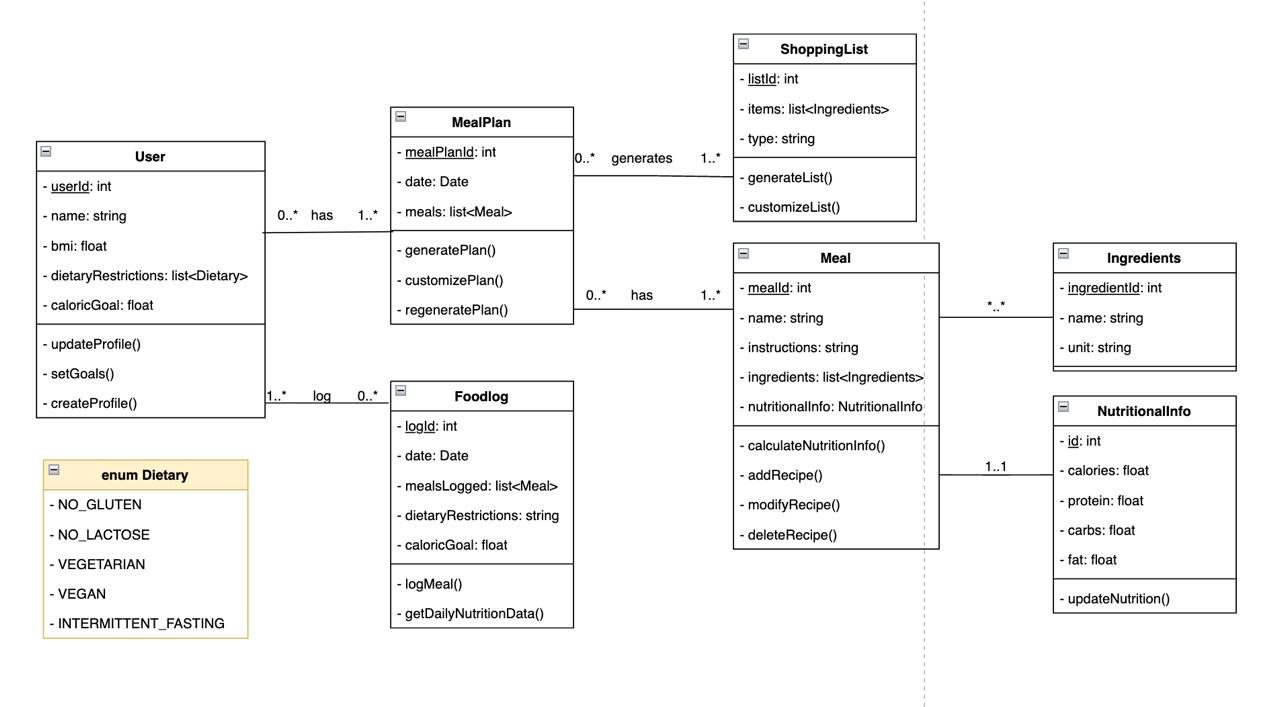 User
- userId: int
- name: string
- bmi: float
- dietaryRestrictions: list<Dietary>
- caloricGoal: float
- updateProfile()
- setGoals()
- createProfile()
0..* has 1..*
1..* log 0..*
enum Dietary
- NO_GLUTEN
- NO_LACTOSE
- VEGETARIAN
- VEGAN
- INTERMITTENT_FASTING
MealPlan
- mealPlanId: int
- date: Date
- meals: list<Meal>
- generatePlan()
- customizePlan()
- regeneratePlan()
0..* generates 1..*
0..* has 1..*
Foodlog
- logId: int
- date: Date
- mealsLogged: list<Meal>
- dietaryRestrictions: string
- caloricGoal: float
- logMeal()
- getDailyNutritionData()
ShoppingList
- listId: int
- items: list<Ingredients>
- type: string
- generateList()
- customizeList()
Meal
- mealId: int
- name: string
- instructions: string
- ingredients: list<Ingredients>
- nutritionalInfo: NutritionalInfo
- calculateNutritionInfo()
- addRecipe()
- modifyRecipe()
- deleteRecipe()
*..*
1..1
Ingredients
- ingredientId: int
- name: string
- unit: string
NutritionalInfo
- id: int
- calories: float
- protein: float
- carbs: float
- fat: float
- updateNutrition()